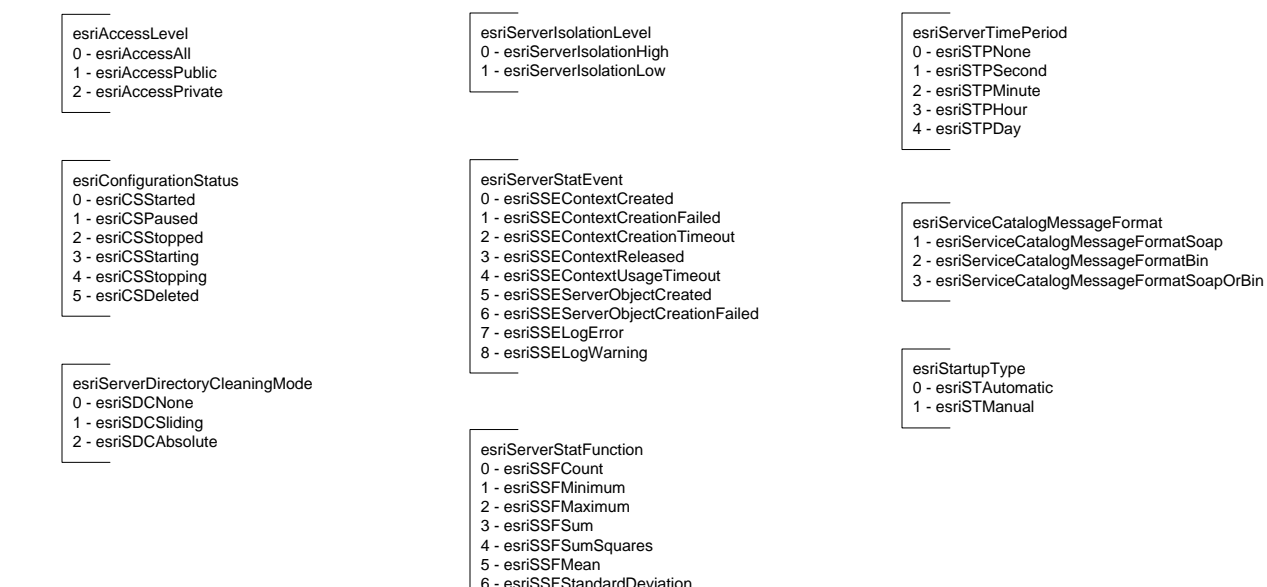 esriAccessLevel
0 - esriAccessAll
1 - esriAccessPublic
2 - esriAccessPrivate
esriConfigurationStatus
0 - esriCSStarted
1 - esriCSPaused
2 - esriCSStopped
3 - esriCSStarting
4 - esriCSStopping
5 - esriCSDeleted
esriServerDirectoryCleaningMode
0 - esriSDCNone
1 - esriSDCSliding
2 - esriSDCAbsolute
esriServerIsolationLevel
0 - esriServerIsolationHigh
1 - esriServerIsolationLow
esriServerStatEvent
0 - esriSSEContextCreated
1 - esriSSEContextCreationFailed
2 - esriSSEContextCreationTimeout
3 - esriSSEContextReleased
4 - esriSSEContextUsageTimeout
5 - esriSSEServerObjectCreated
6 - esriSSEServerObjectCreationFailed
7 - esriSSELogError
8 - esriSSELogWarning
esriServerStatFunction
0 - esriSSFCount
1 - esriSSFMinimum
2 - esriSSFMaximum
3 - esriSSFSum
4 - esriSSFSumSquares
5 - esriSSFMean
6 - esriSSFStandardDeviation
esriServerTimePeriod
0 - esriSTPNone
1 - esriSTPSecond
2 - esriSTPMinute
3 - esriSTPHour
4 - esriSTPDay
esriServiceCatalogMessageFormat
1 - esriServiceCatalogMessageFormatSoap
2 - esriServiceCatalogMessageFormatBin
3 - esriServiceCatalogMessageFormatSoapOrBin
esriStartupType
0 - esriSTAutomatic
1 - esriSTManual